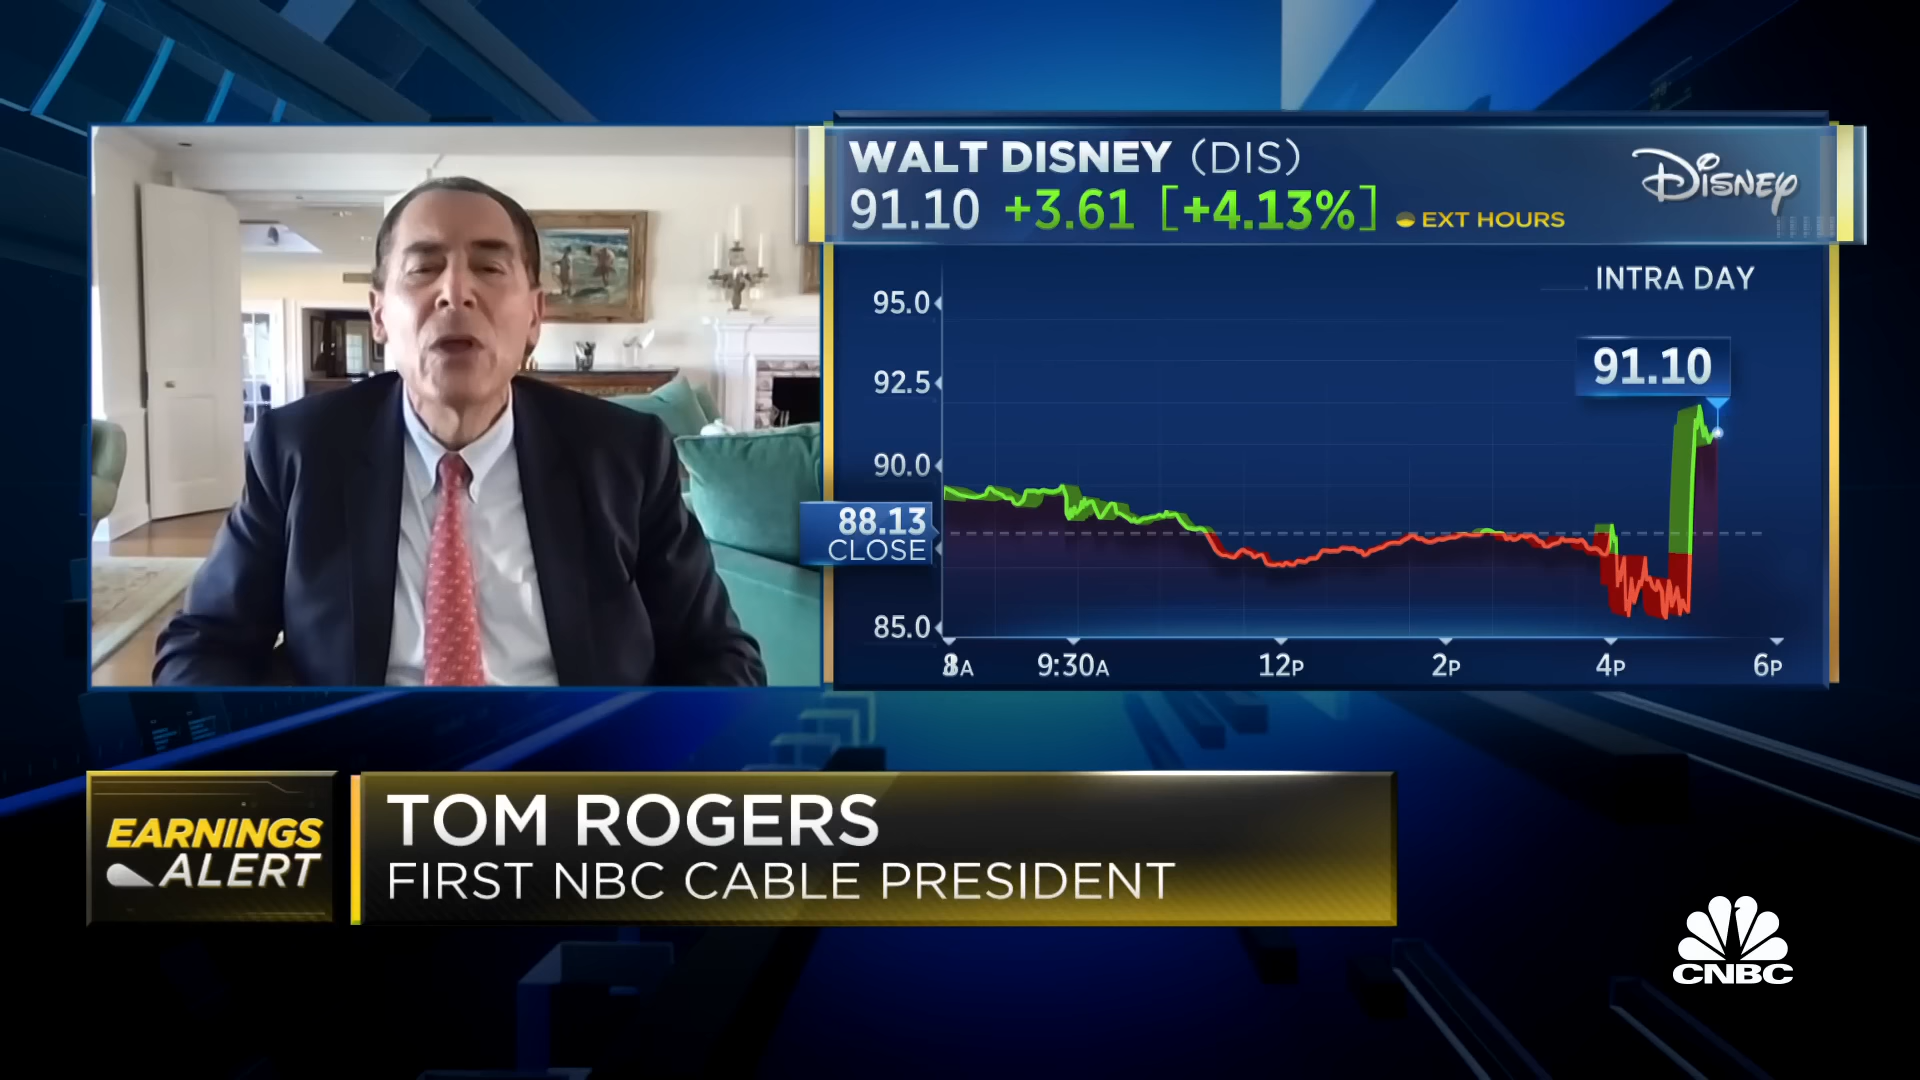 WALT DISNEY (DIS)
91.10 +3.61 [+4.13%] EXT HOURS
DISNEY
INTRA DAY
95.0
92.5
90.0
85.0
91.10
88.13
CLOSE
9:30A
12P
2P
4P
6P
EARNINGS
ALERT
TOM ROGERS
FIRST NBC CABLE PRESIDENT
CNBC